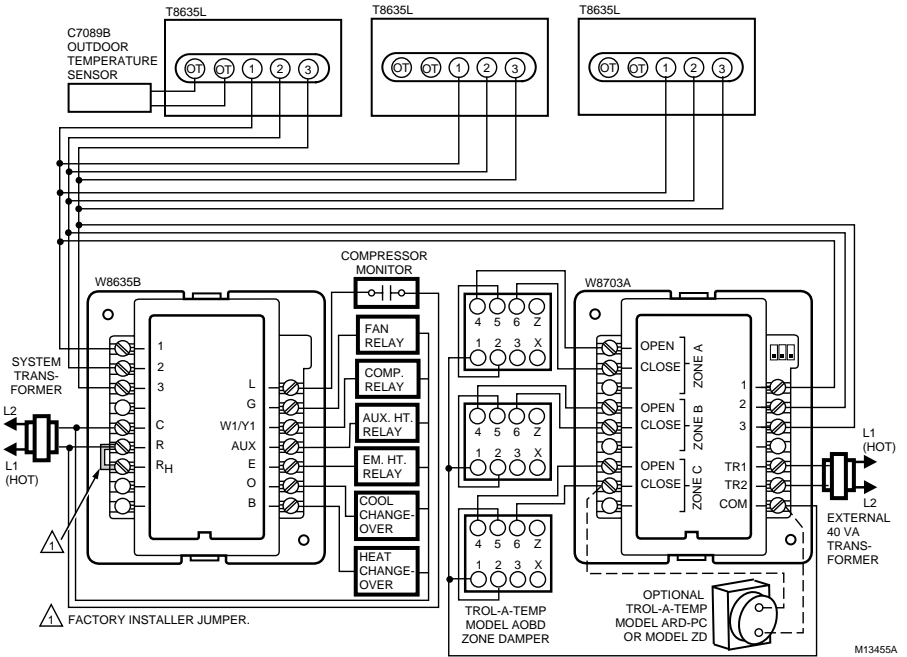 T8635L
T8635L
T8635L
C7089B
OUTDOOR
TEMPERATURE
SENSOR
OT OT 1 2 3
OT OT 1 2 3
OT OT 1 2 3
W8635B
COMPRESSOR
MONITOR
W8703A
1
2
3
C
R
RH
L
G
W1/Y1
AUX
E
O
B
SYSTEM
TRANS-
FORMER
L2
L1
(HOT)
1
FAN
RELAY
COMP.
RELAY
AUX. HT.
RELAY
EM. HT.
RELAY
COOL
CHANGE-
OVER
HEAT
CHANGE-
OVER
4 5 6 Z
1 2 3 X
4 5 6 Z
1 2 3 X
4 5 6 Z
1 2 3 X
TROL-A-TEMP
MODEL AOBD
ZONE DAMPER
OPEN
CLOSE
ZONE A
OPEN
CLOSE
ZONE B
OPEN
CLOSE
ZONE C
1
2
3
TR1
TR2
COM
L1
(HOT)
L2
EXTERNAL
40 VA
TRANS-
FORMER
OPTIONAL
TROL-A-TEMP
MODEL ARD-PC
OR MODEL ZD
1 FACTORY INSTALLER JUMPER.
M13455A